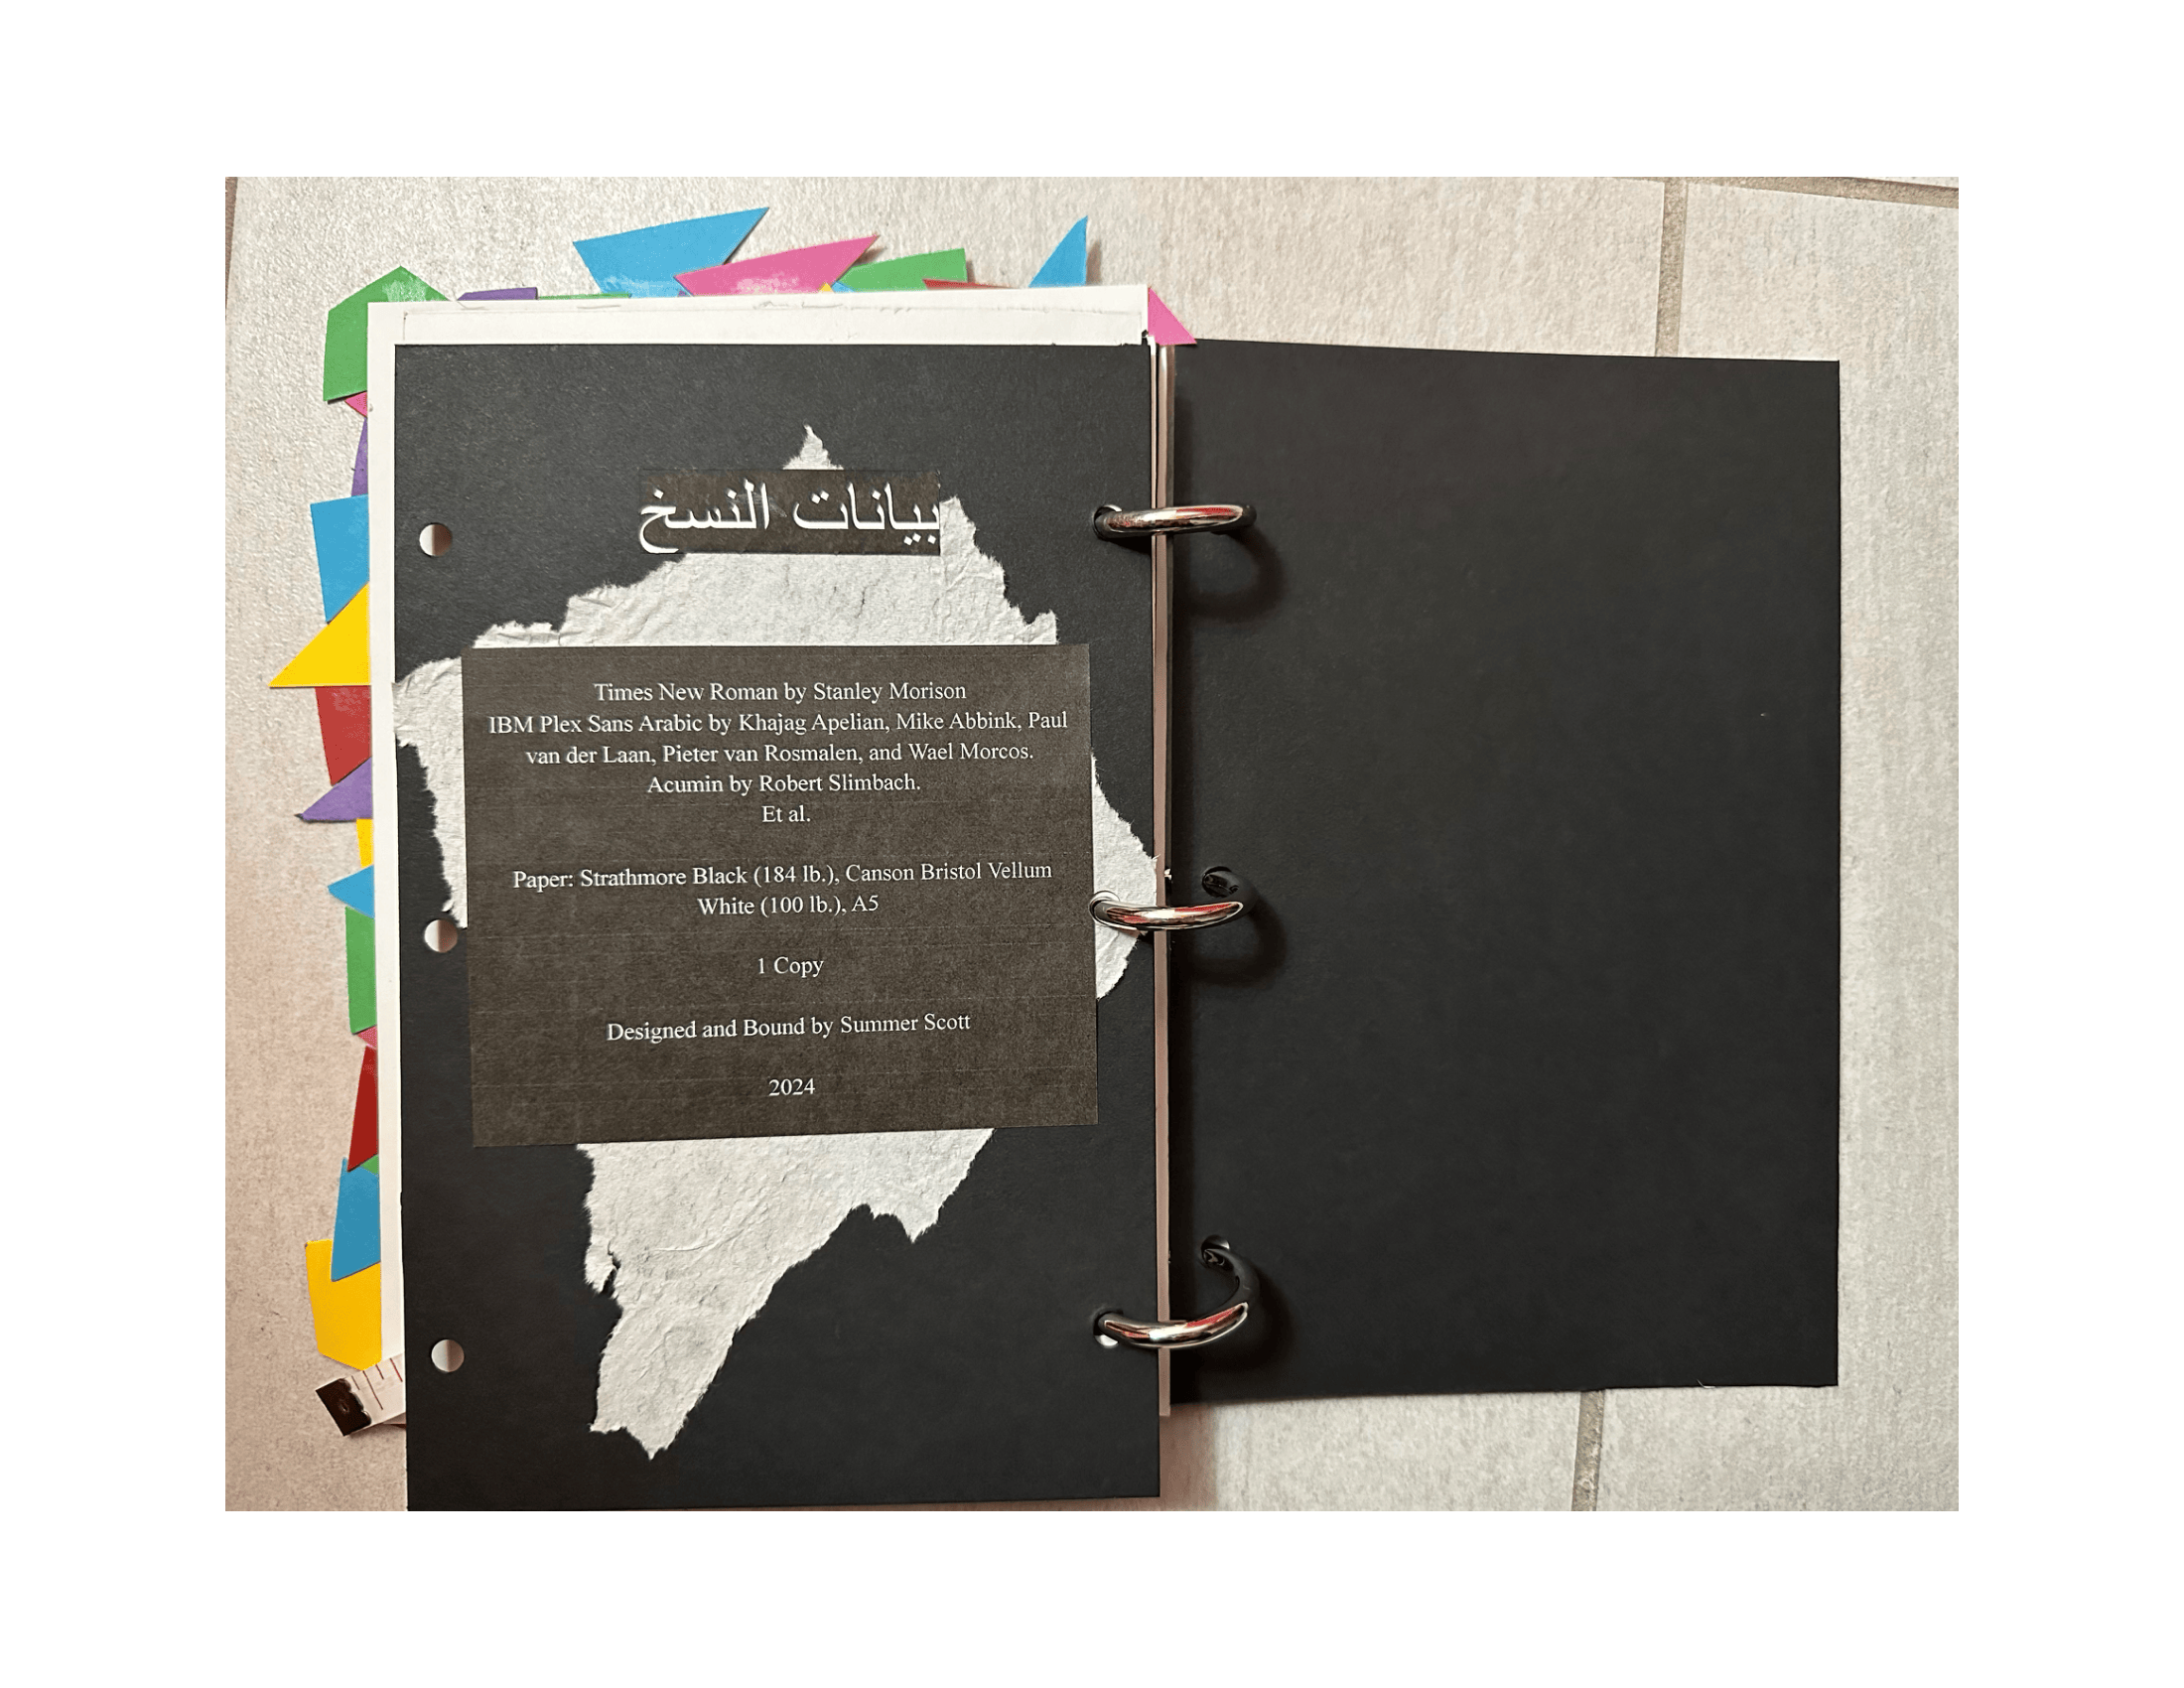 بيانات النسخ
Times New Roman by Stanley Morison
IBM Plex Sans Arabic by Khajag Apelian, Mike Abbink, Paul
van der Laan, Pieter van Rosmalen, and Wael Morcos.
Acumin by Robert Slimbach.
Et al.
Paper: Strathmore Black (184 lb.), Canson Bristol Vellum
White (100 lb.), A5
1 Copy
Designed and Bound by Summer Scott
2024